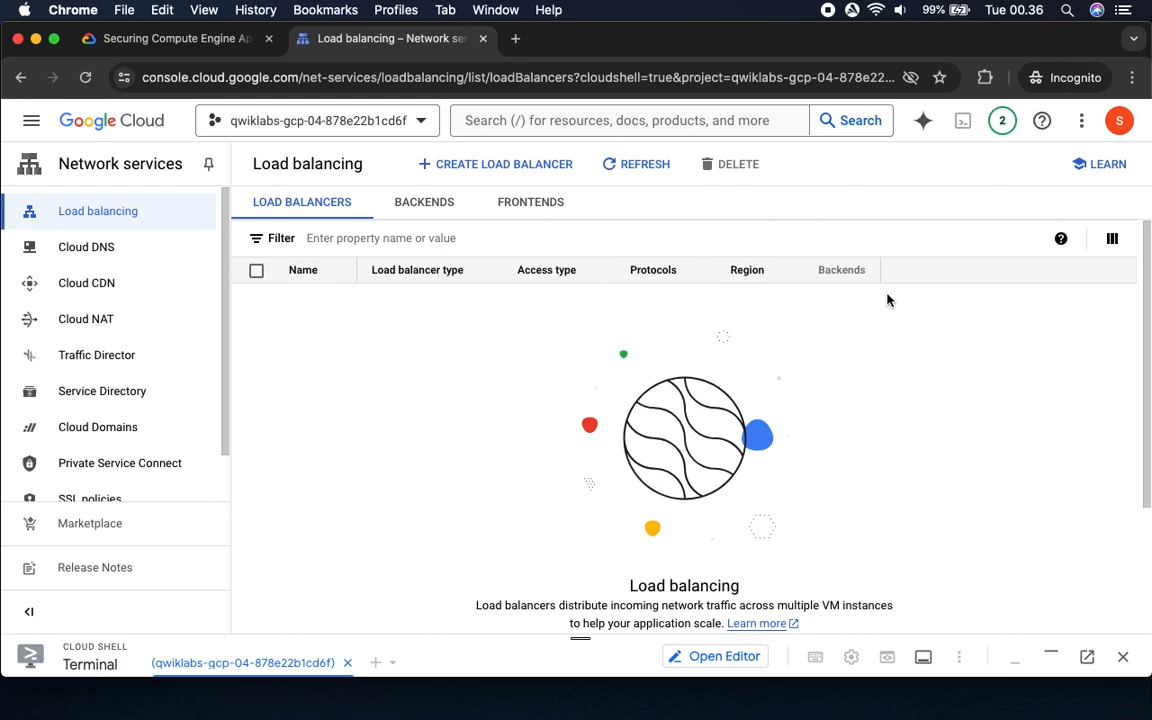 Chrome File Edit View History Bookmarks Profiles Tab Window Help 99% Tue 00.36
Securing Compute Engine Ap
Load balancing – Network ser
console.cloud.google.com/net-services/loadbalancing/list/loadBalancers?cloudshell=true&project=qwiklabs-gcp-04-878e22... Incognito
Google Cloud qwiklabs-gcp-04-878e22b1cd6f Search (/) for resources, docs, products, and more Search 2 S
Network services Load balancing CREATE LOAD BALANCER REFRESH DELETE LEARN
Load balancing
Cloud DNS
Cloud CDN
Cloud NAT
Traffic Director
Service Directory
Cloud Domains
Private Service Connect
SSL policies
Marketplace
Release Notes
LOAD BALANCERS BACKENDS FRONTENDS
Filter Enter property name or value
Name Load balancer type Access type Protocols Region Backends
Load balancing
Load balancers distribute incoming network traffic across multiple VM instances
to help your application scale. Learn more
CLOUD SHELL
Terminal (qwiklabs-gcp-04-878e22b1cd6f) Open Editor